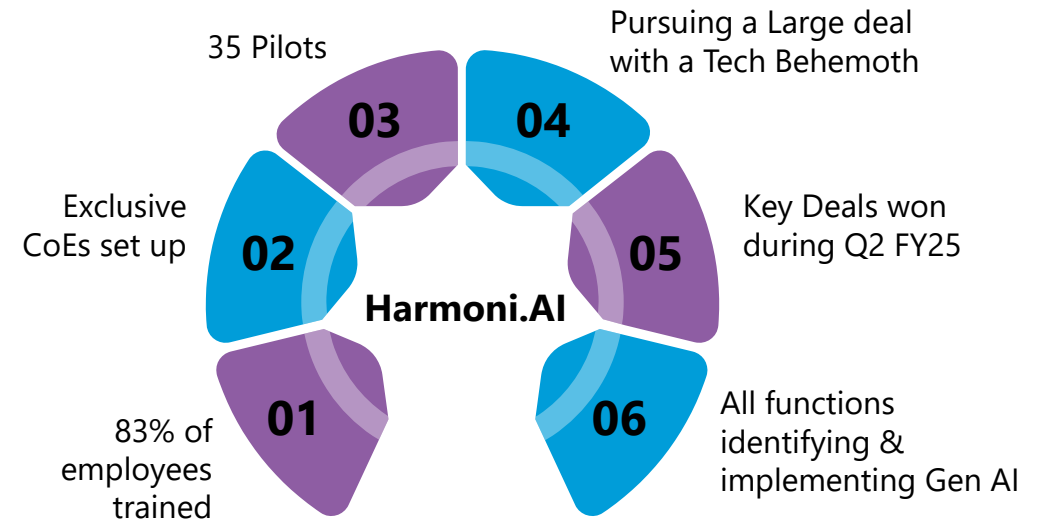 35 Pilots
03
Pursuing a Large deal
with a Tech Behemoth
04
Exclusive
CoEs set up
02
Key Deals won
during Q2 FY25
05
Harmoni.AI
83% of
employees
trained
01
All functions
identifying &
implementing Gen AI
06